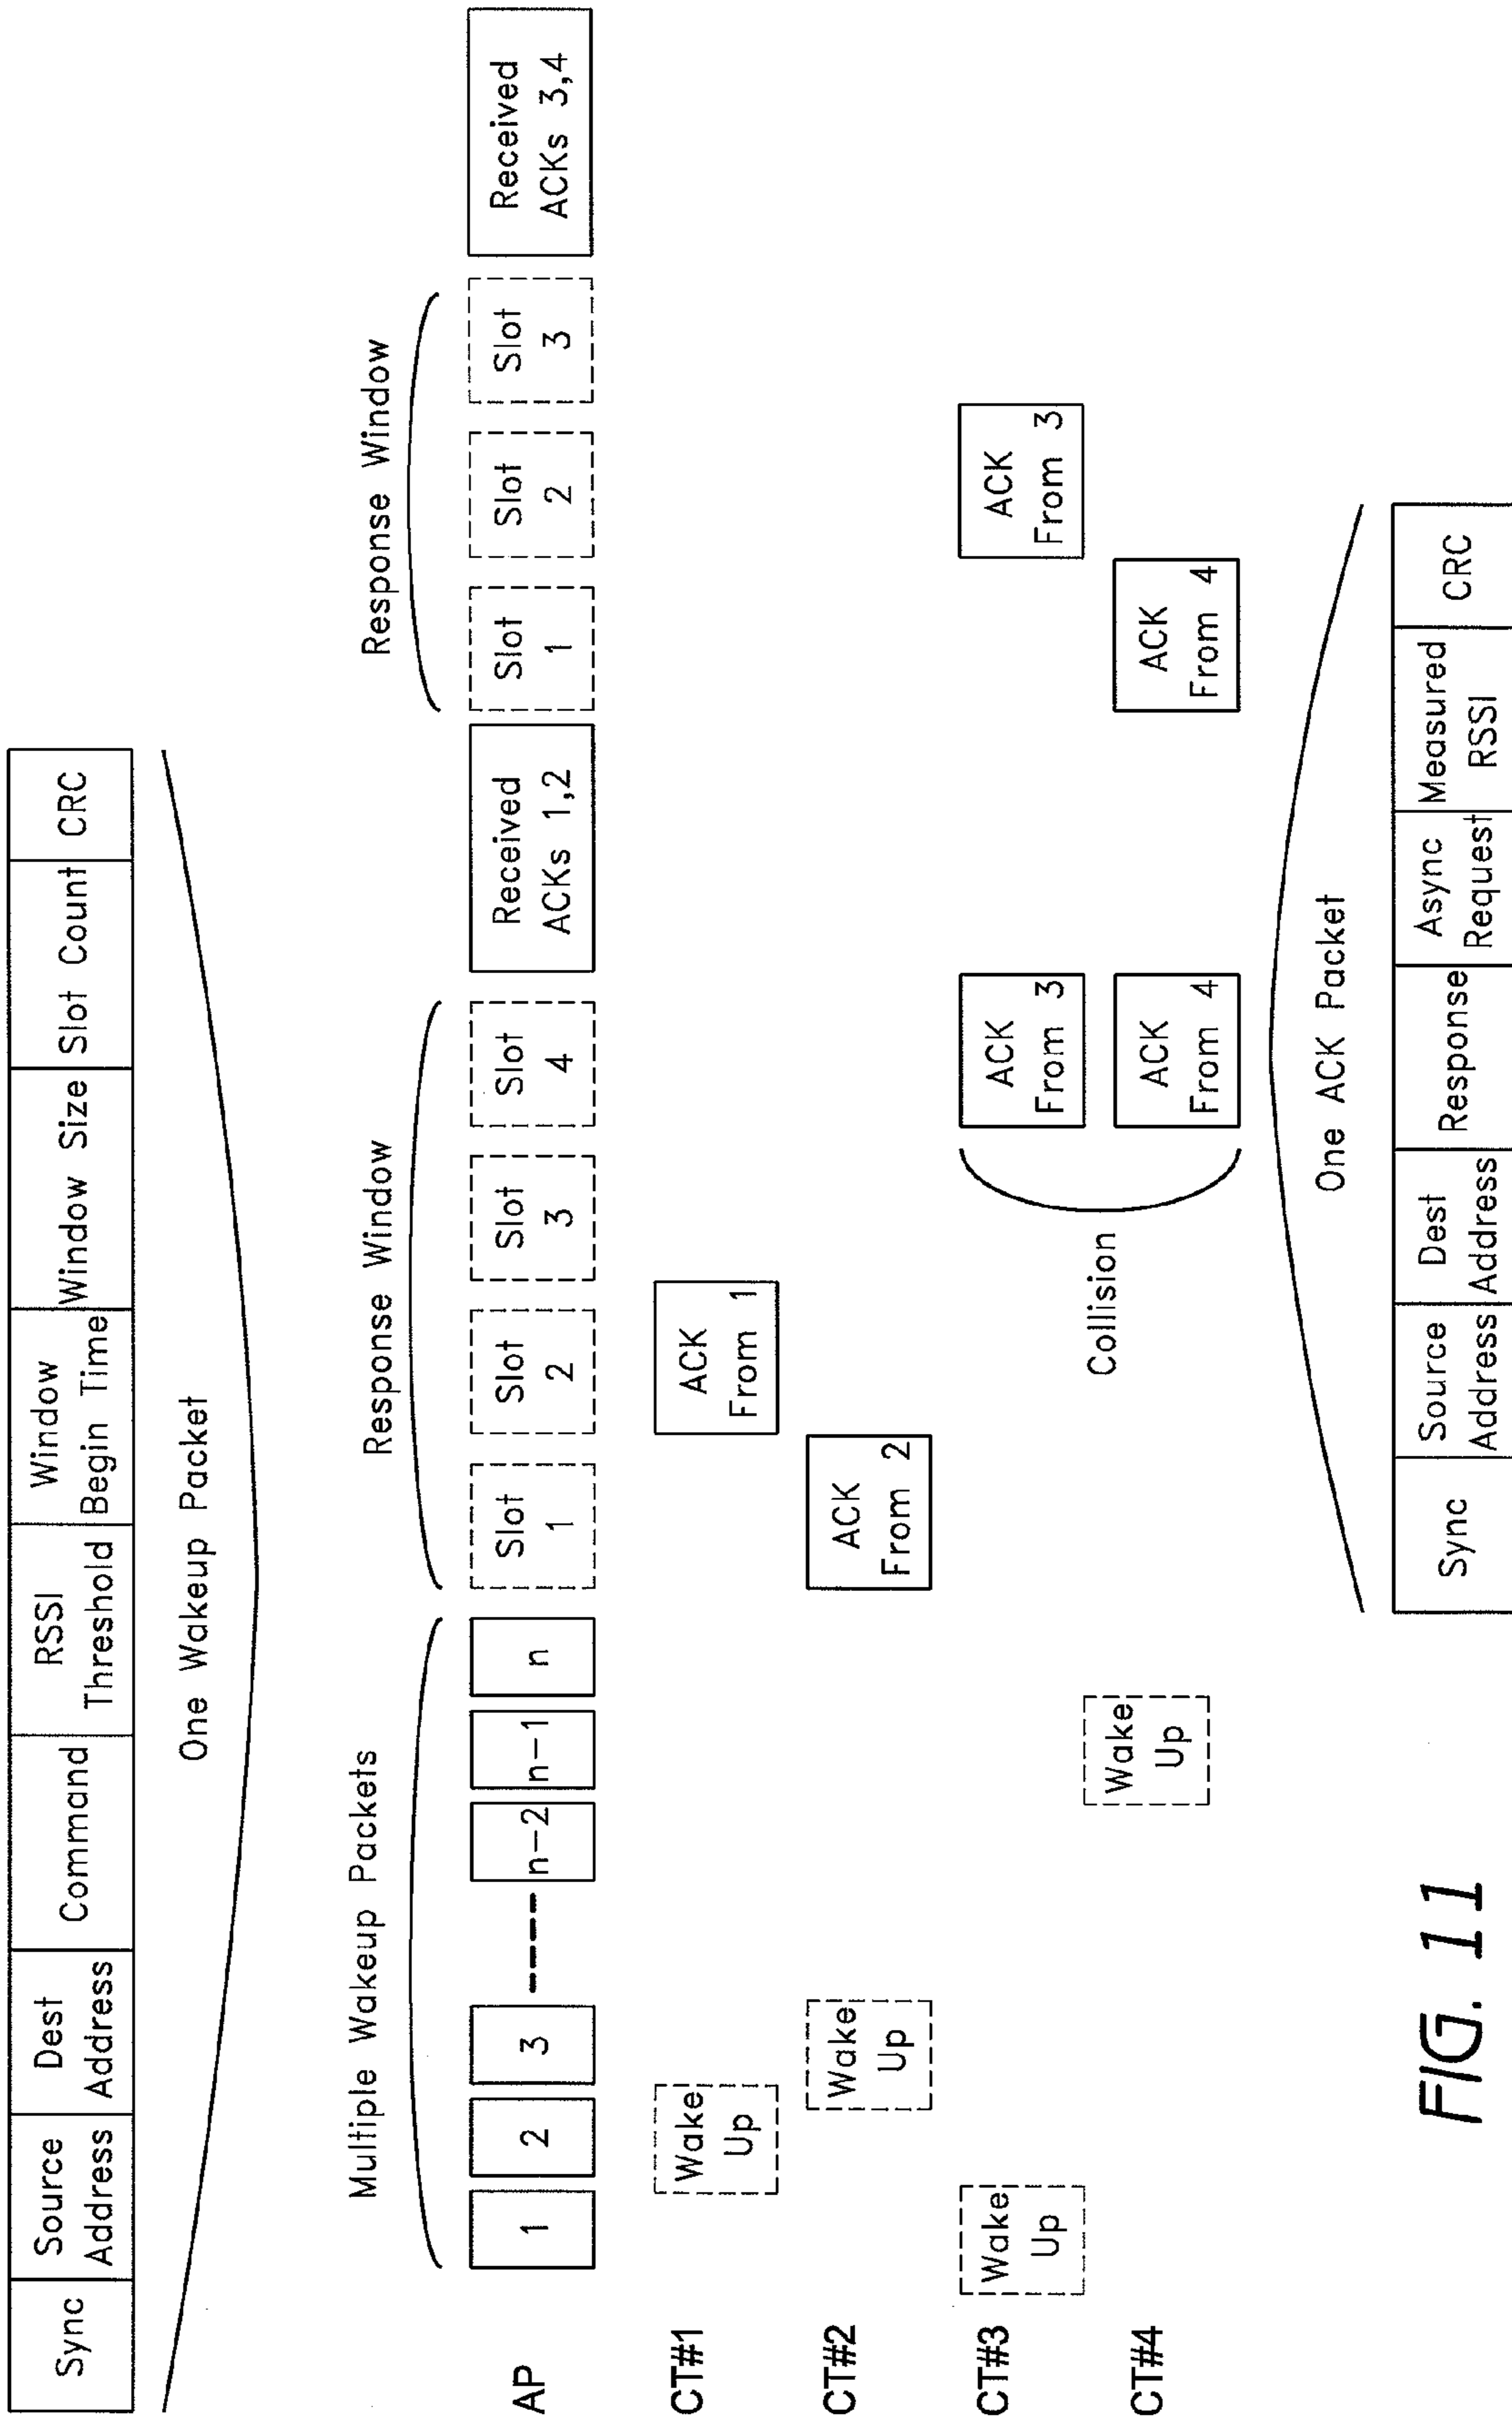 Sync
Source
Address
Dest
Address
Command
RSSI
Threshold
Window
Begin Time
Window Size
Slot Count
CRC
One Wakeup Packet
Multiple Wakeup Packets
Response Window
Response Window
AP
1
2
3
n-2
n-1
n
Slot
1
Slot
2
Slot
3
Slot
4
Received
ACKs 1,2
Slot
1
Slot
2
Slot
3
Received
ACKs 3,4
CT#1
Wake
Up
ACK
From 1
CT#2
Wake
Up
ACK
From 2
CT#3
Wake
Up
ACK
From 3
ACK
From 3
Collision
CT#4
Wake
Up
ACK
From 4
ACK
From 4
One ACK Packet
Sync
Source
Address
Dest
Address
Response
Async
Request
Measured
RSSI
CRC
FIG. 11